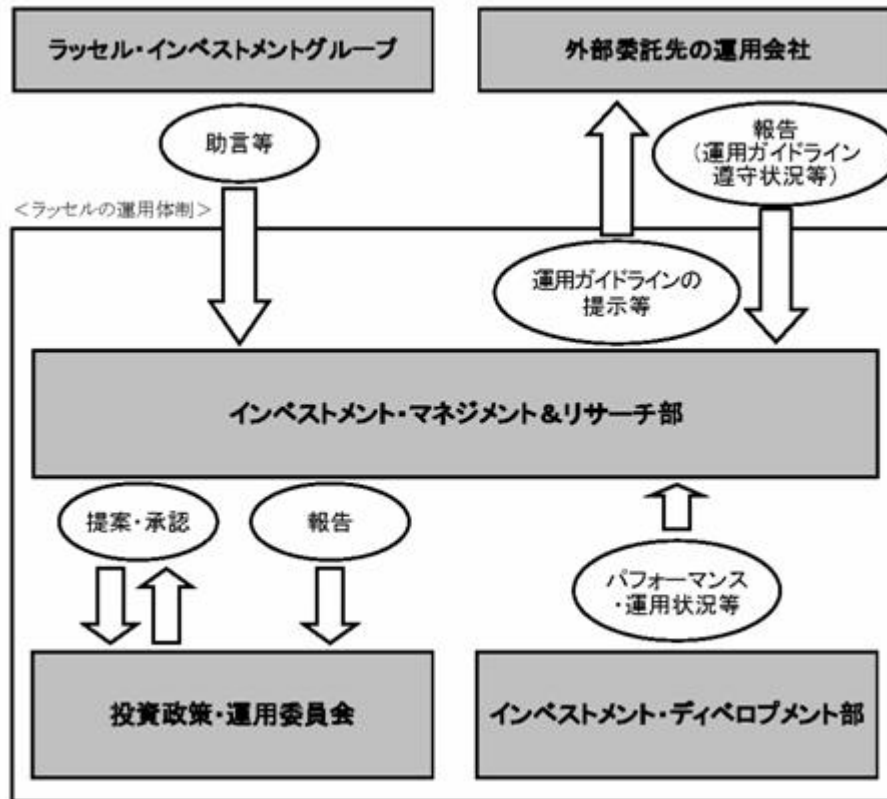 ラッセル・インベストメントグループ
外部委託先の運用会社
助言等
報告
(運用ガイドライン
遵守状況等)
<ラッセルの運用体制>
運用ガイドラインの
提示等
インベストメント・マネジメント&リサーチ部
提案・承認
報告
パフォーマンス
・運用状況等
投資政策・運用委員会
インベストメント・ディベロプメント部